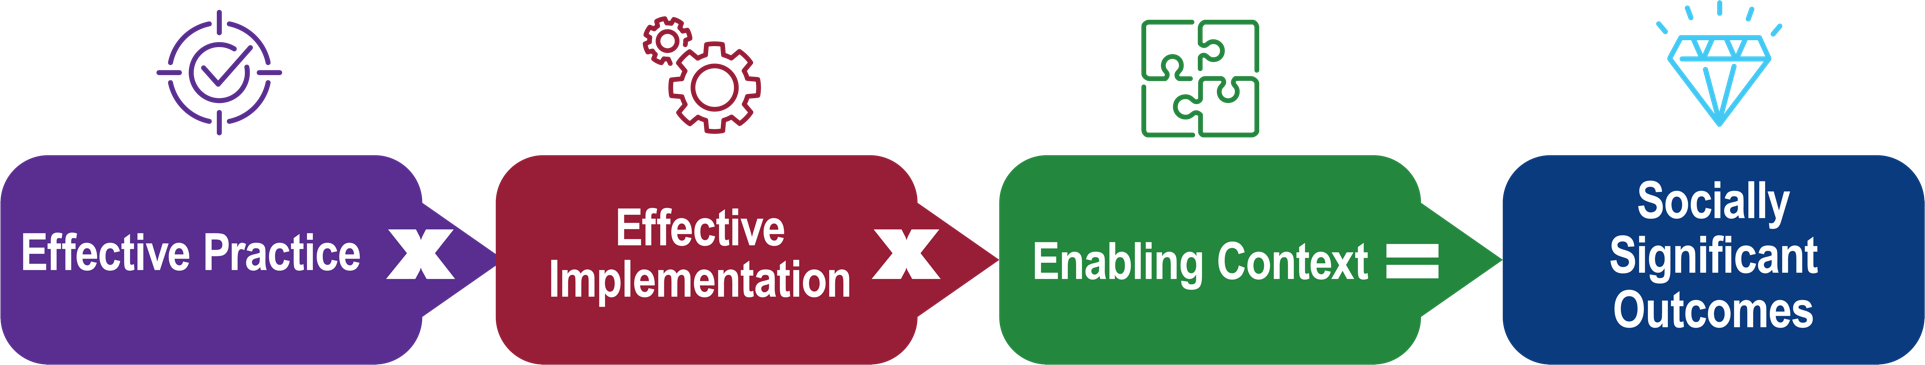 Effective Practice X
Effective
Implementation X
Enabling Context =
Socially
Significant
Outcomes